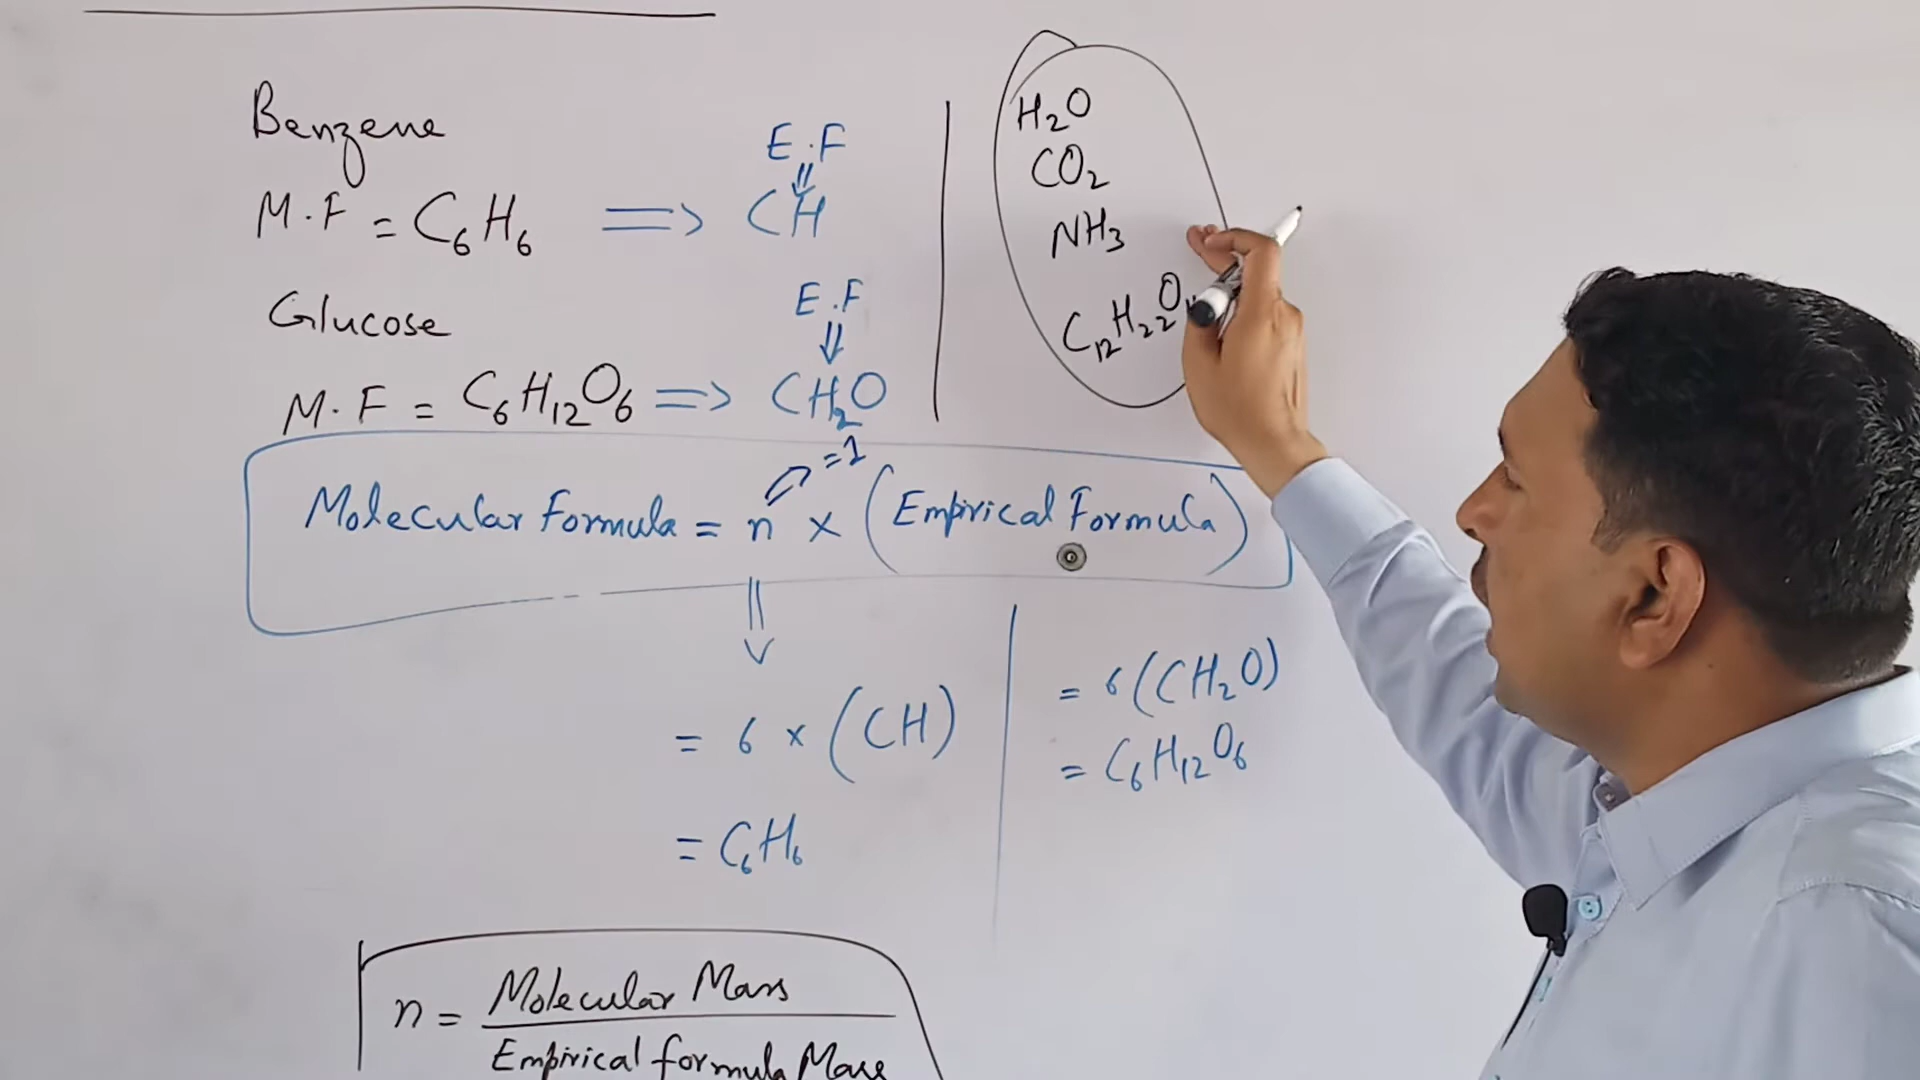 Benzene
M.F = C₆H₆ ⟹ CH
E.F
Glucose
M.F = C₆H₁₂O₆ ⟹ CH₂O
E.F
H₂O
CO₂
NH₃
C₁₂H₂₂O
=1
Molecular Formula = n × (Empirical Formula)
= 6 × (CH)
= C₆H₆
= 6(CH₂O)
= C₆H₁₂O₆
n = Molecular Mass
Empirical formula Mass